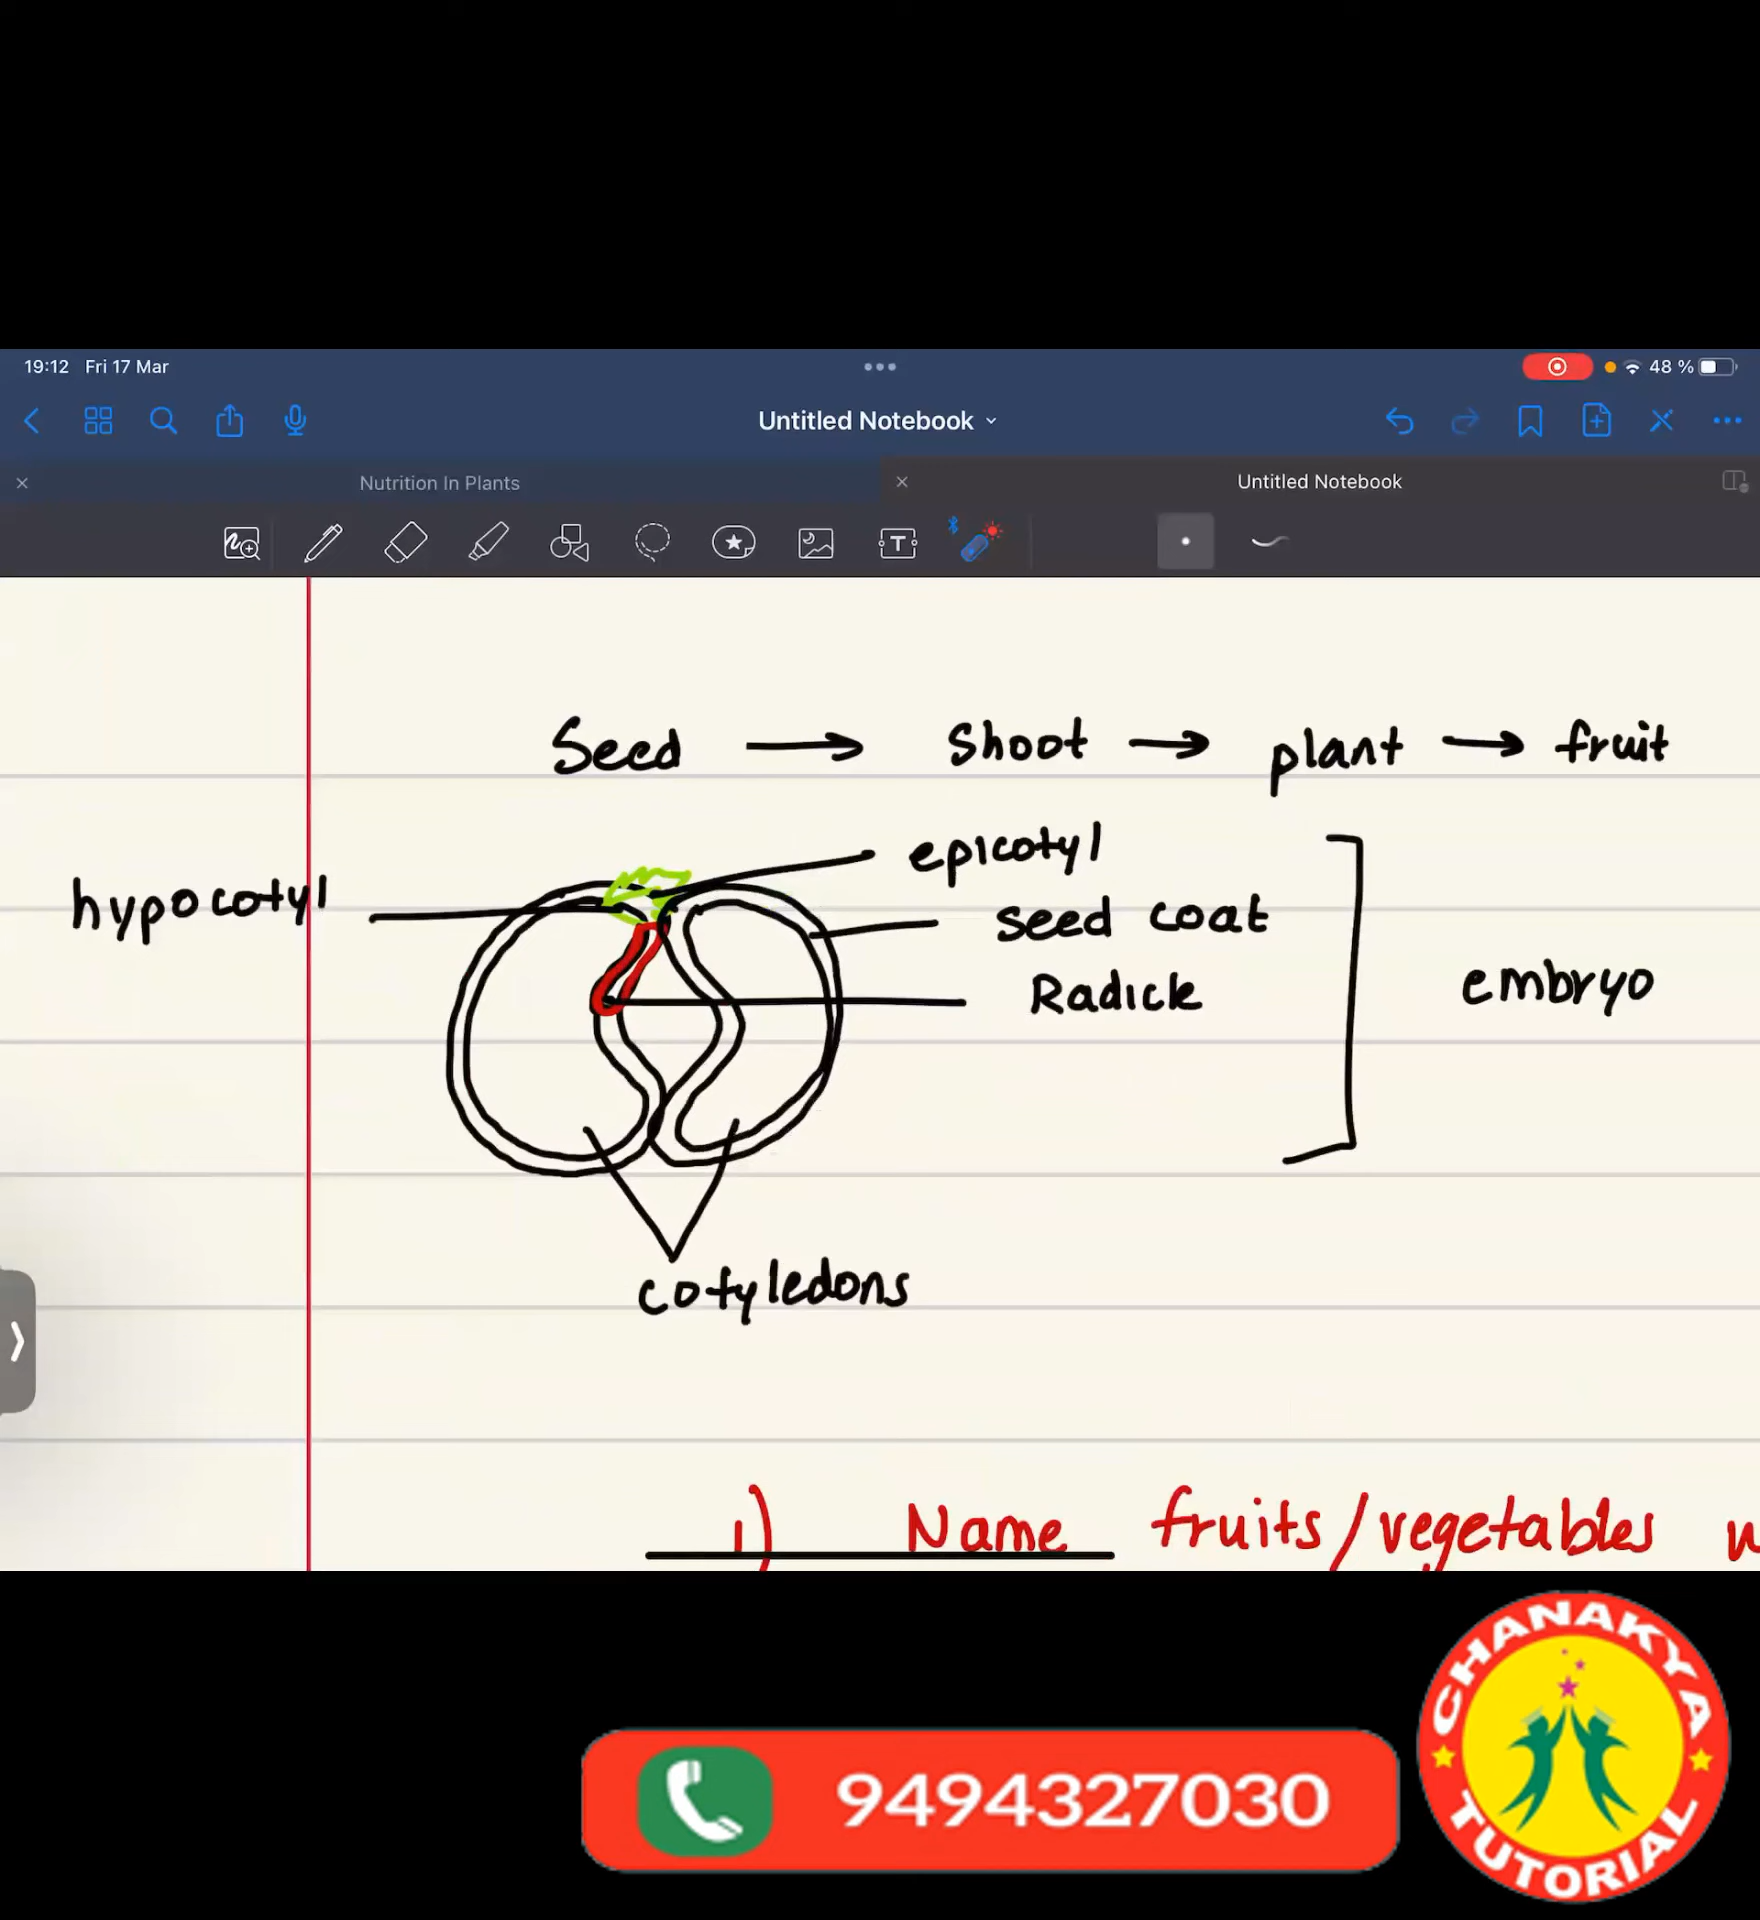 19:12 Fri 17 Mar
48 %
Untitled Notebook
Nutrition In Plants
Untitled Notebook
T
Seed → Shoot → plant → fruit
epicotyl
hypocotyl
seed coat
Radicle
embryo
cotyledons
1) Name fruits/vegetables
9494327030
CHANAKYA
TUTORIAL